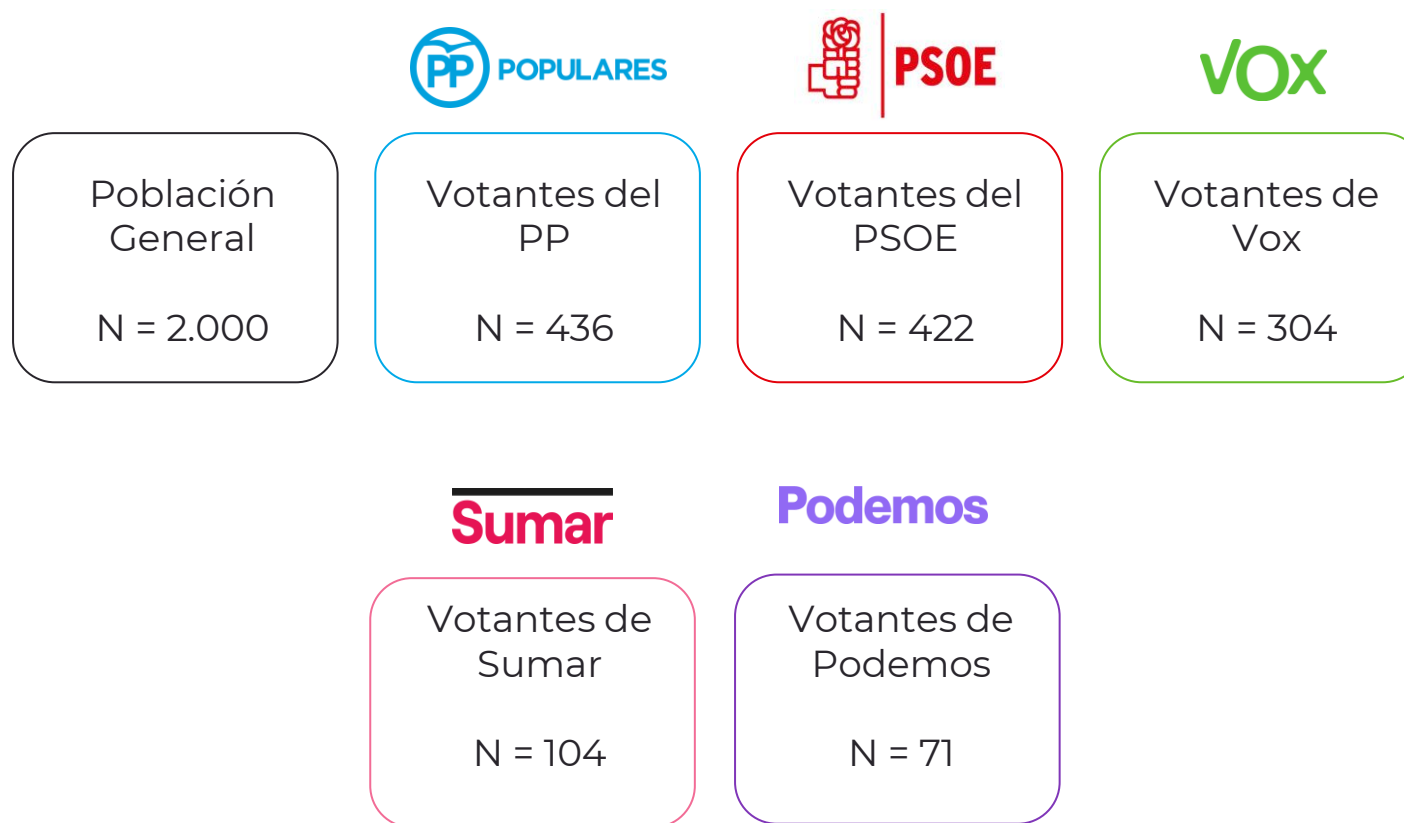 PP POPULARES
PSOE
VOX
Población
General
N = 2.000
Votantes del
PP
N = 436
Votantes del
PSOE
N = 422
Votantes de
Vox
N = 304
Sumar
Podemos
Votantes de
Sumar
N = 104
Votantes de
Podemos
N = 71